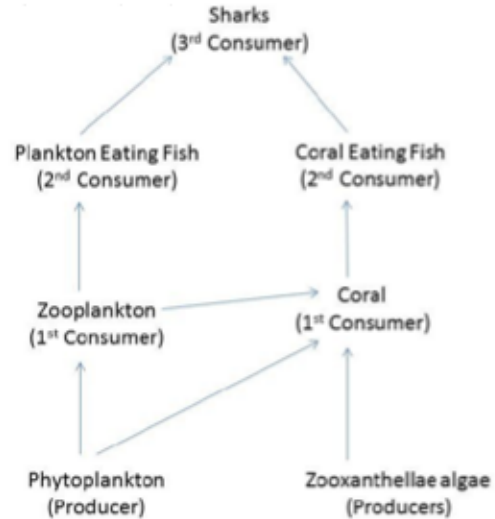 Sharks
(3rd Consumer)
Plankton Eating Fish
(2nd Consumer)
Coral Eating Fish
(2nd Consumer)
Zooplankton
(1st Consumer)
Coral
(1st Consumer)
Phytoplankton
(Producer)
Zooxanthellae algae
(Producers)